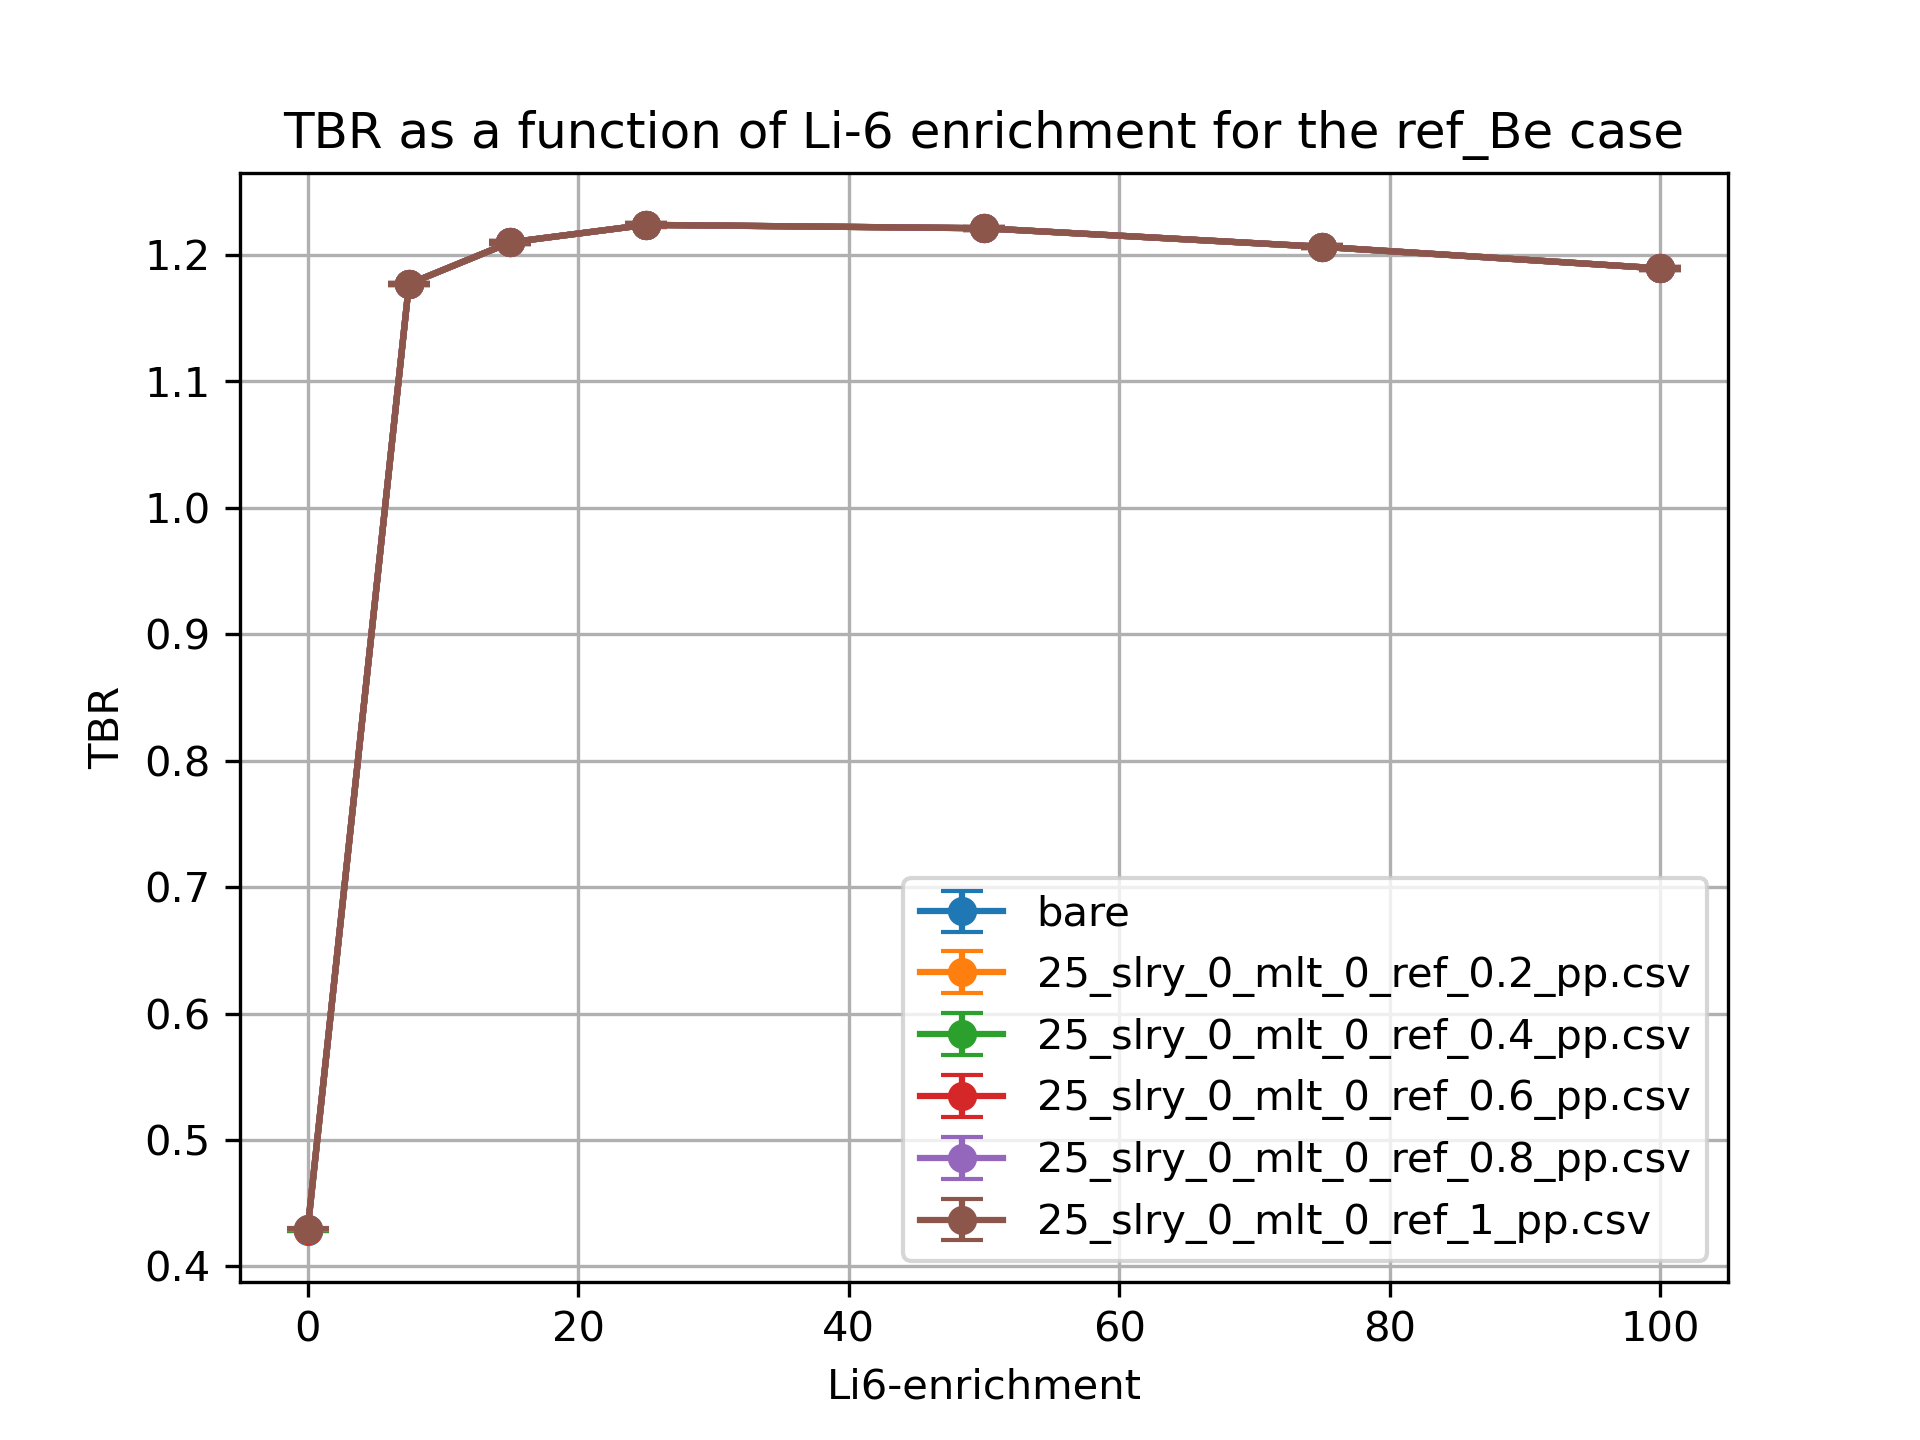 TBR as a function of Li-6 enrichment for the ref_Be case
1.2
1.1
1.0
0.9
0.8
0.7
0.6
0.5
0.4
TBR
bare
25_slry_0_mlt_0_ref_0.2_pp.csv
25_slry_0_mlt_0_ref_0.4_pp.csv
25_slry_0_mlt_0_ref_0.6_pp.csv
25_slry_0_mlt_0_ref_0.8_pp.csv
25_slry_0_mlt_0_ref_1_pp.csv
0 20 40 60 80 100
Li6-enrichment